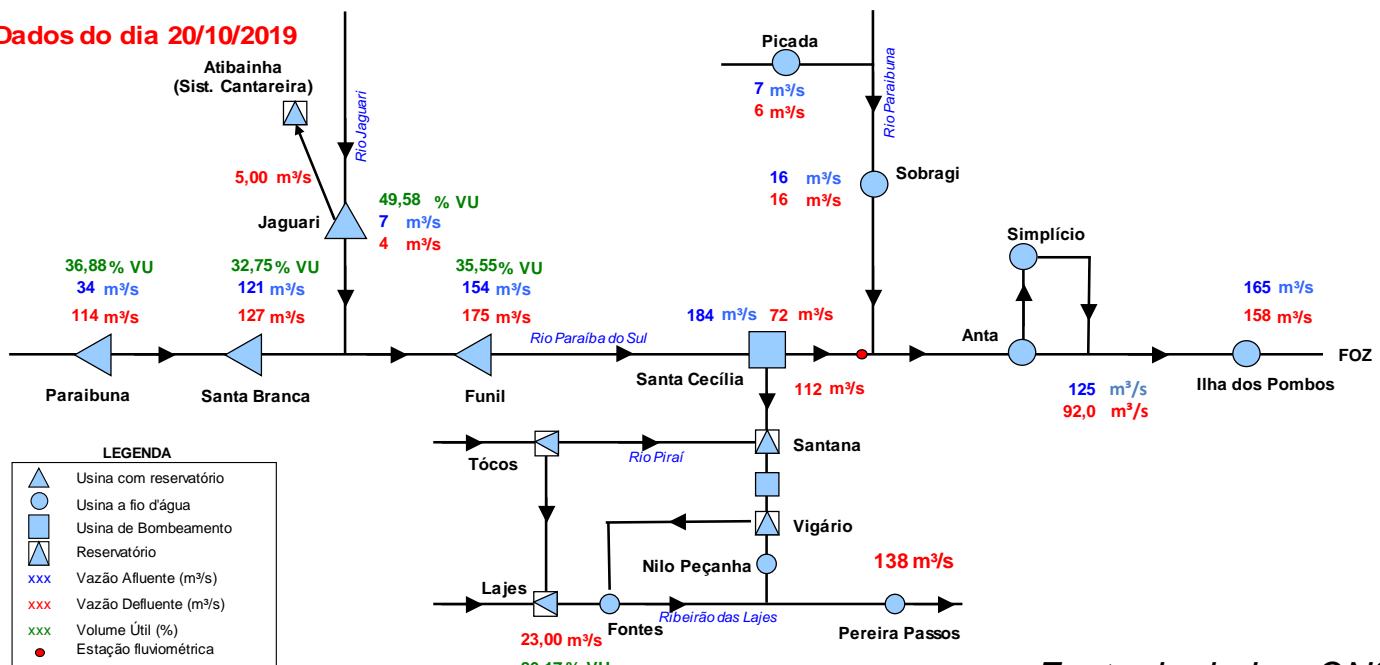 Dados do dia 20/10/2019
Atibainha
(Sist. Cantareira)
Rio Jaguari
5,00 m³/s
Jaguari
49,58 % VU
7 m³/s
4 m³/s
Picada
7 m³/s
6 m³/s
Rio Paraibuna
16 m³/s
16 m³/s
Sobragi
Simplício
36,88 % VU
34 m³/s
114 m³/s
Paraibuna
32,75 % VU
121 m³/s
127 m³/s
Santa Branca
35,55 % VU
154 m³/s
175 m³/s
Funil
Rio Paraíba do Sul
184 m³/s 72 m³/s
Santa Cecília
112 m³/s
Anta
125 m³/s
92,0 m³/s
165 m³/s
158 m³/s
Ilha dos Pombos
FOZ
Tócos
Rio Piraí
Santana
Vigário
Nilo Peçanha
138 m³/s
Lajes
Fontes
Ribeirão das Lajes
Pereira Passos
23,00 m³/s
LEGENDA
Usina com reservatório
Usina a fio d'água
Usina de Bombeamento
Reservatório
xxx Vazão Afluente (m³/s)
xxx Vazão Defluente (m³/s)
xxx Volume Útil (%)
Estação fluviométrica